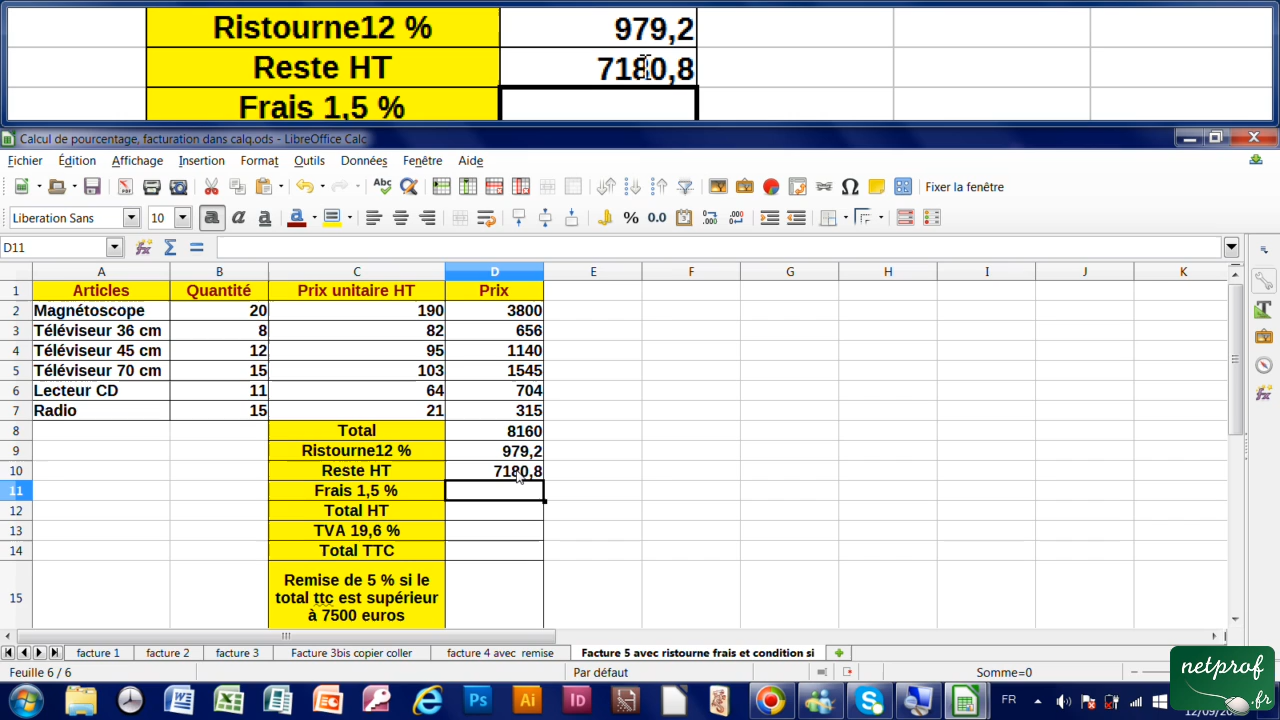 Ristourne12 % 979,2
Reste HT 7180,8
Frais 1,5 %
Calcul de pourcentage, facturation dans calq.ods - LibreOffice Calc
Fichier Édition Affichage Insertion Format Outils Données Fenêtre Aide
Fixer la fenêtre
Liberation Sans 10
D11
A B C D E F G H I J K
1 Articles Quantité Prix unitaire HT Prix
2 Magnétoscope 20 190 3800
3 Téléviseur 36 cm 8 82 656
4 Téléviseur 45 cm 12 95 1140
5 Téléviseur 70 cm 15 103 1545
6 Lecteur CD 11 64 704
7 Radio 15 21 315
8 Total 8160
9 Ristourne12 % 979,2
10 Reste HT 7180,8
11 Frais 1,5 %
12 Total HT
13 TVA 19,6 %
14 Total TTC
15 Remise de 5 % si le
total ttc est supérieur
à 7500 euros
facture 1 facture 2 facture 3 Facture 3bis copier coller facture 4 avec remise Facture 5 avec ristourne frais et condition si
Feuille 6 / 6 Par défaut Somme=0
netprof
.fr
FR